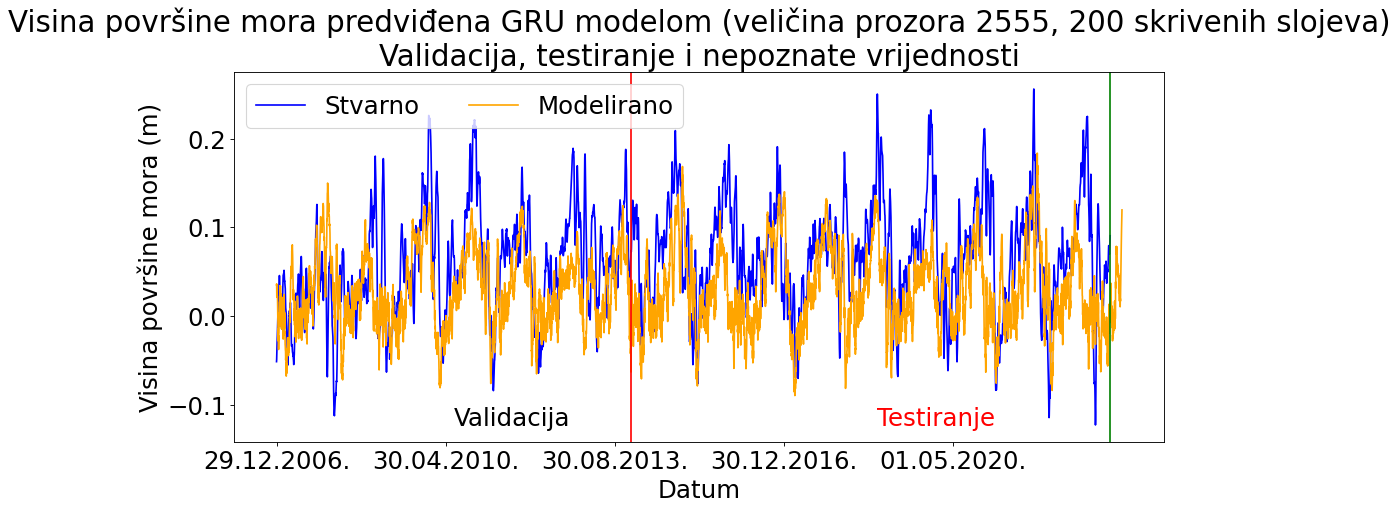 Visina površine mora predviđena GRU modelom (veličina prozora 2555, 200 skrivenih slojeva)
Validacija, testiranje i nepoznate vrijednosti
Stvarno
Modelirano
Visina površine mora (m)
0.2
0.1
0.0
−0.1
Validacija
Testiranje
29.12.2006.
30.04.2010.
30.08.2013.
30.12.2016.
01.05.2020.
Datum